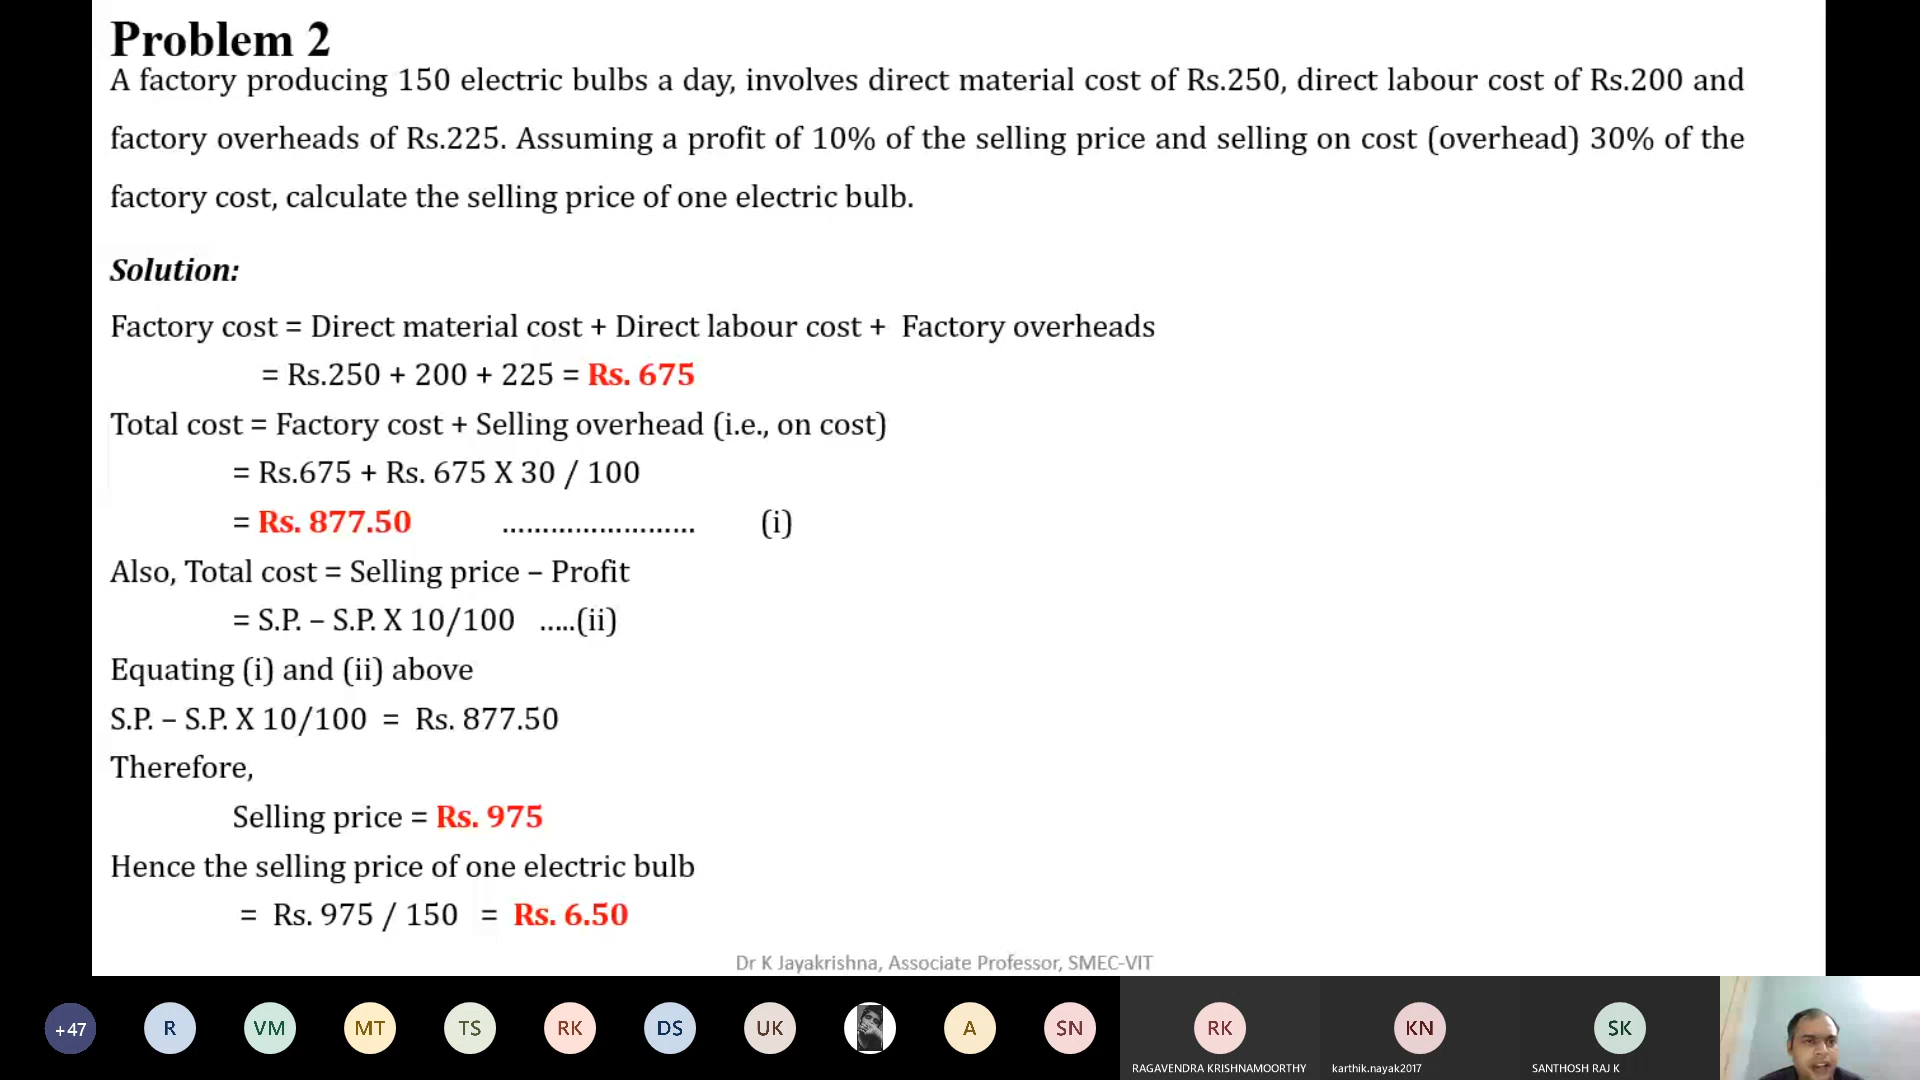 Problem 2
A factory producing 150 electric bulbs a day, involves direct material cost of Rs.250, direct labour cost of Rs.200 and
factory overheads of Rs.225. Assuming a profit of 10% of the selling price and selling on cost (overhead) 30% of the
factory cost, calculate the selling price of one electric bulb.
Solution:
Factory cost = Direct material cost + Direct labour cost + Factory overheads
= Rs.250 + 200 + 225 = Rs. 675
Total cost = Factory cost + Selling overhead (i.e., on cost)
= Rs.675 + Rs. 675 X 30 / 100
= Rs. 877.50 ........................ (i)
Also, Total cost = Selling price – Profit
= S.P. – S.P. X 10/100 .....(ii)
Equating (i) and (ii) above
S.P. – S.P. X 10/100 = Rs. 877.50
Therefore,
Selling price = Rs. 975
Hence the selling price of one electric bulb
= Rs. 975 / 150 = Rs. 6.50
Dr K Jayakrishna, Associate Professor, SMEC-VIT
+47 R VM MT TS RK DS UK A SN RK KN SK
RAGAVENDRA KRISHNAMOORTHY karthik.nayak2017 SANTHOSH RAJ K